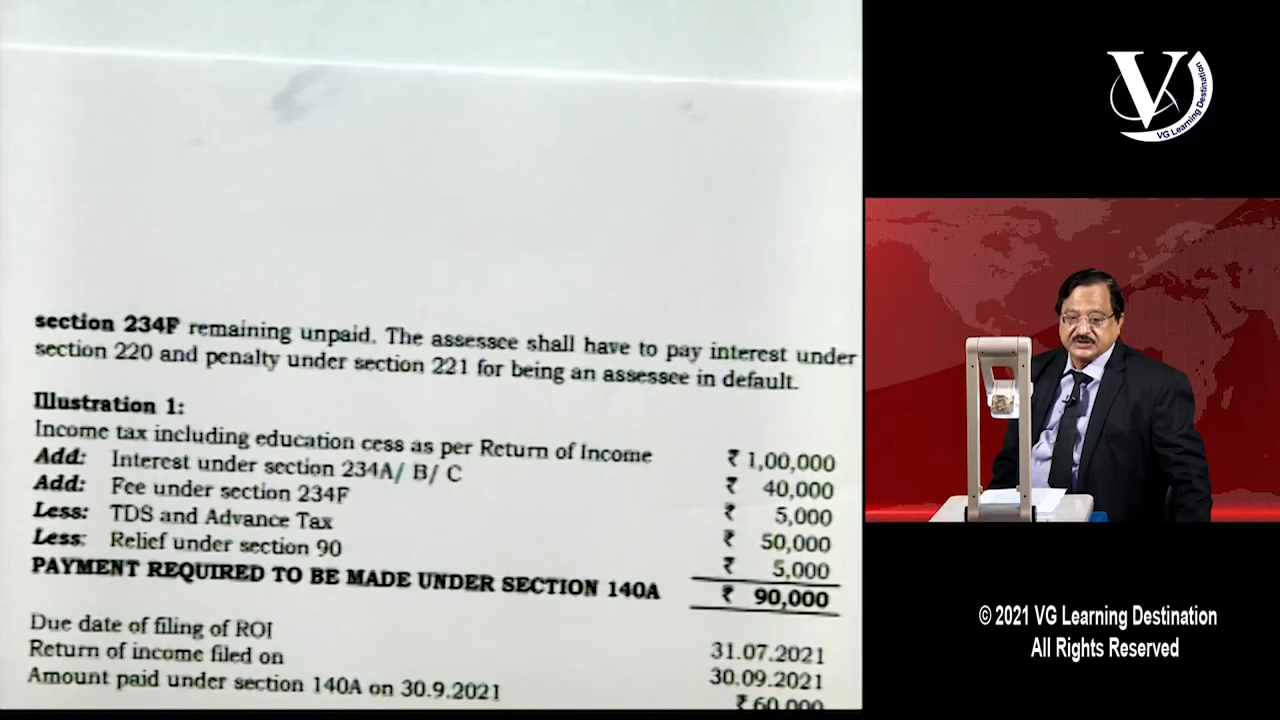 section 234F remaining unpaid. The assessee shall have to pay interest under
section 220 and penalty under section 221 for being an assessee in default.
Illustration 1:
Income tax including education cess as per Return of Income ₹ 1,00,000
Add: Interest under section 234A/ B/ C ₹ 40,000
Add: Fee under section 234F ₹ 5,000
Less: TDS and Advance Tax ₹ 50,000
Less: Relief under section 90 ₹ 5,000
PAYMENT REQUIRED TO BE MADE UNDER SECTION 140A ₹ 90,000
Due date of filing of ROI 31.07.2021
Return of income filed on 30.09.2021
Amount paid under section 140A on 30.9.2021 ₹ 60,000
V
VG Learning Destination
© 2021 VG Learning Destination
All Rights Reserved